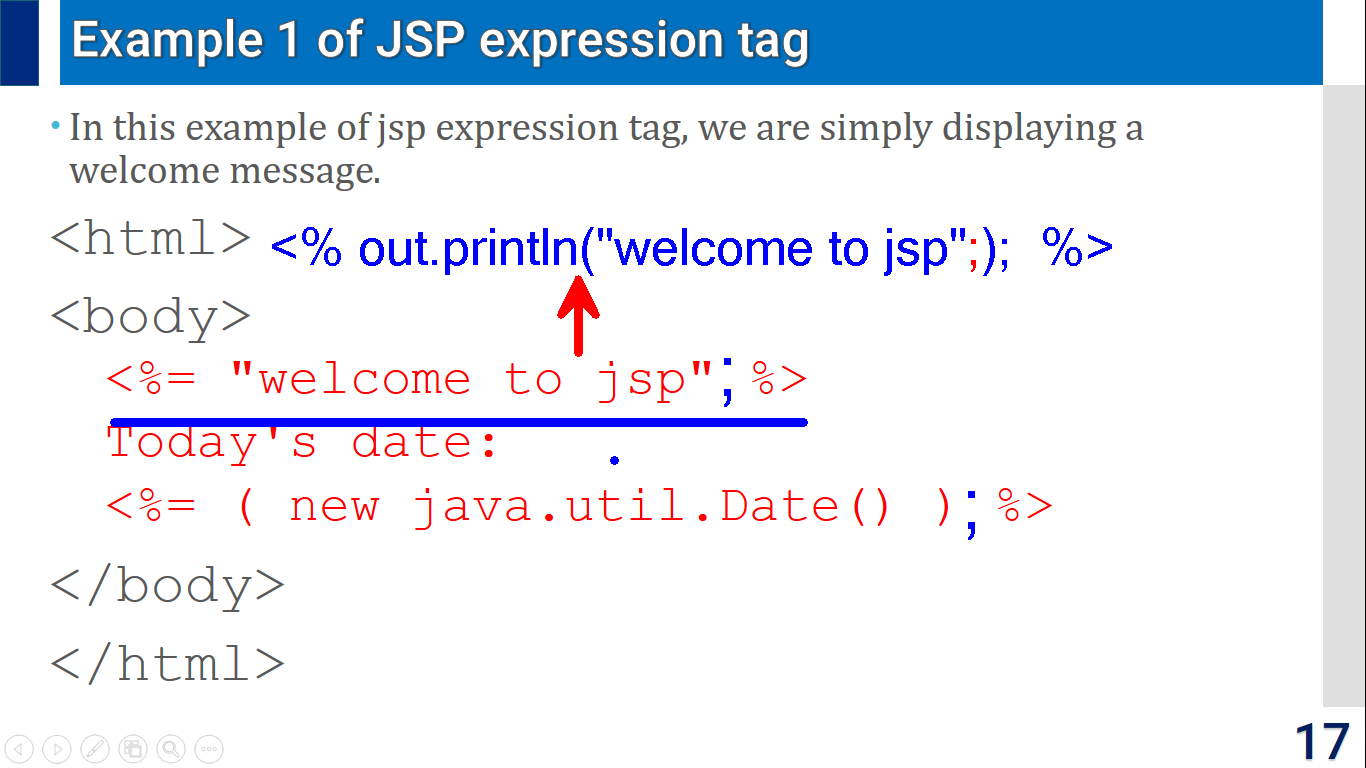 Example 1 of JSP expression tag
• In this example of jsp expression tag, we are simply displaying a
welcome message.
<html> <% out.println("welcome to jsp";); %>
<body>
<%= "welcome to jsp";%>
Today's date:
<%= ( new java.util.Date() );%>
</body>
</html>
17